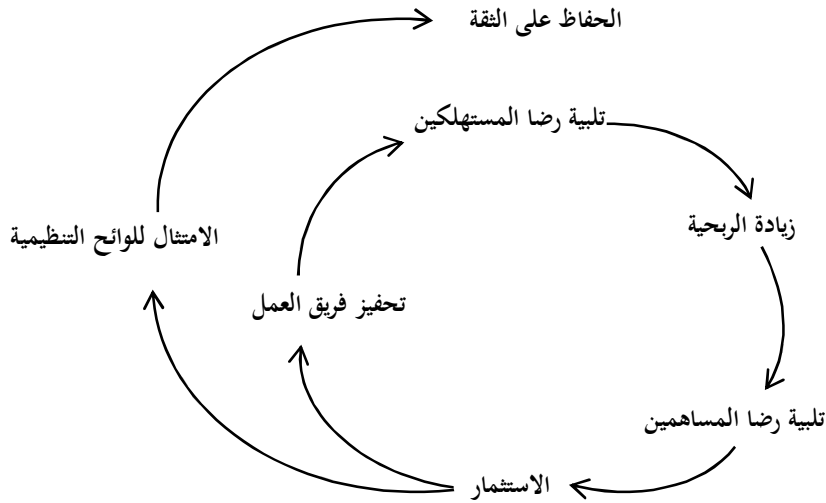 الحفاظ على الثقة
تلبية رضا المستهلكين
زيادة الربحية
الامتثال للوائح التنظيمية
تحفيز فريق العمل
تلبية رضا المساهمين
الاستثمار